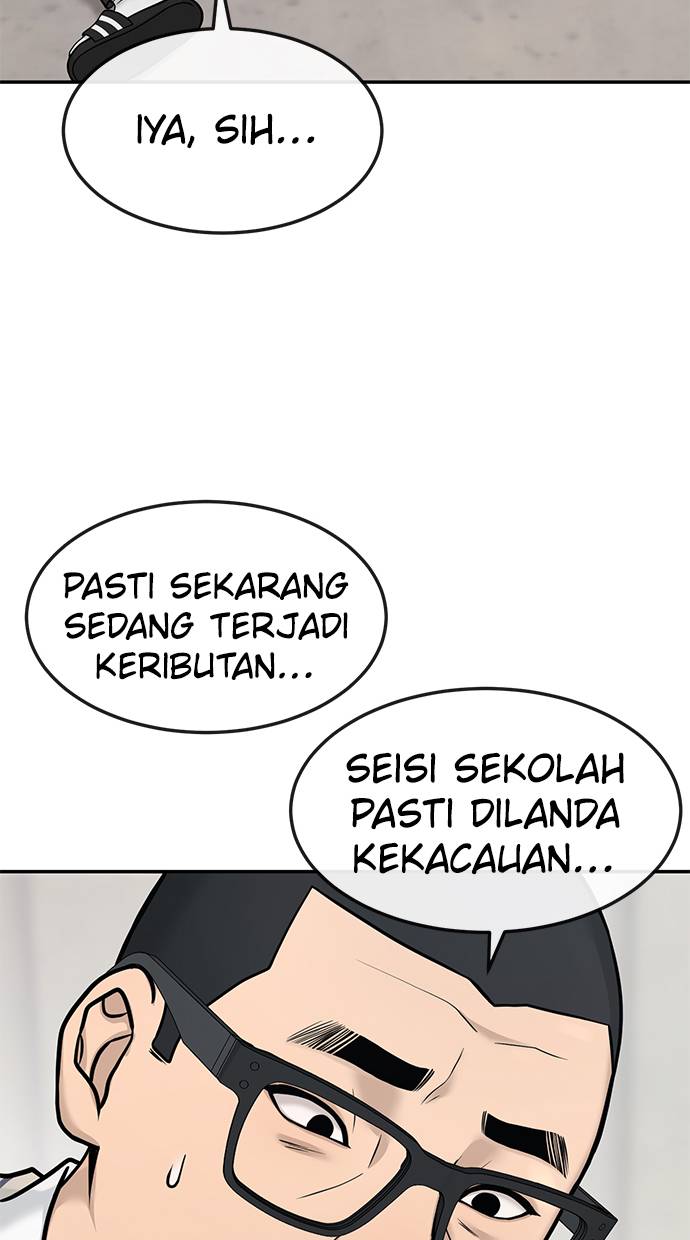 IYA, SIH...
PASTI SEKARANG
SEDANG TERJADI
KERIBUTAN...
SEISI SEKOLAH
PASTI DILANDA
KEKACAUAN...